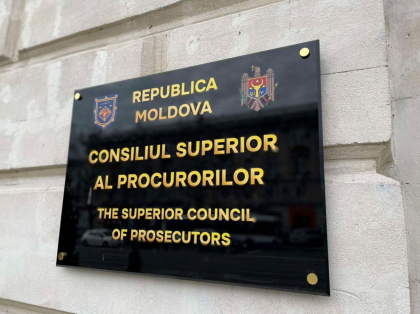 REPUBLICA
MOLDOVA
CONSILIUL SUPERIOR
AL PROCURORILOR
THE SUPERIOR COUNCIL
OF PROSECUTORS